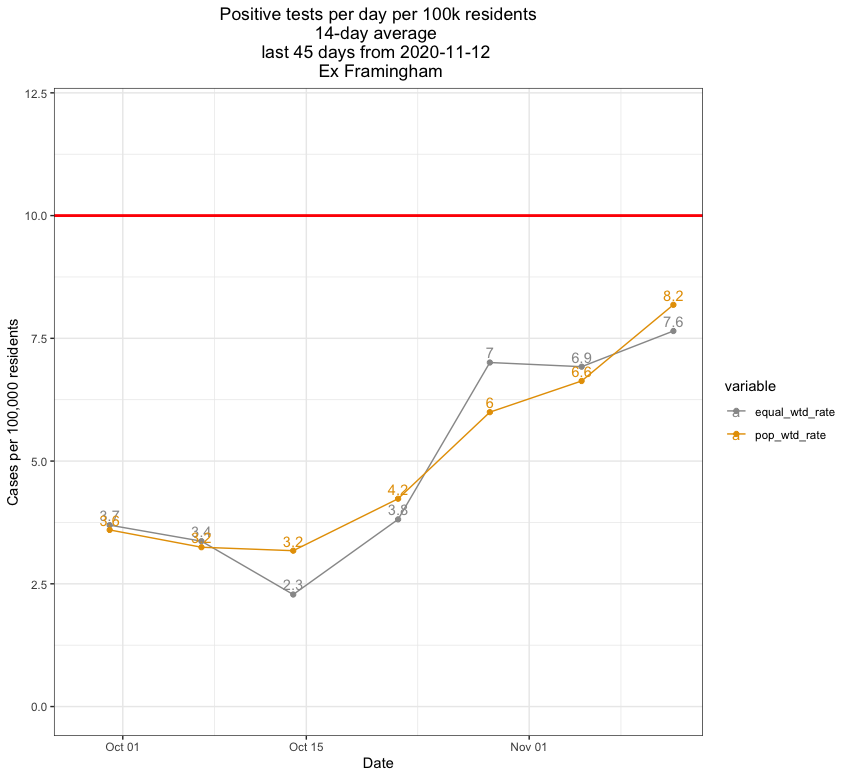 Positive tests per day per 100k residents
14-day average
last 45 days from 2020-11-12
Ex Framingham
12.5
10.0
7.5
5.0
2.5
0.0
Cases per 100,000 residents
3.7
3.6
3.4
3.2
2.3
3.2
3.8
4.2
7
6
6.9
6.6
7.6
8.2
Oct 01
Oct 15
Nov 01
Date
variable
a equal_wtd_rate
a pop_wtd_rate